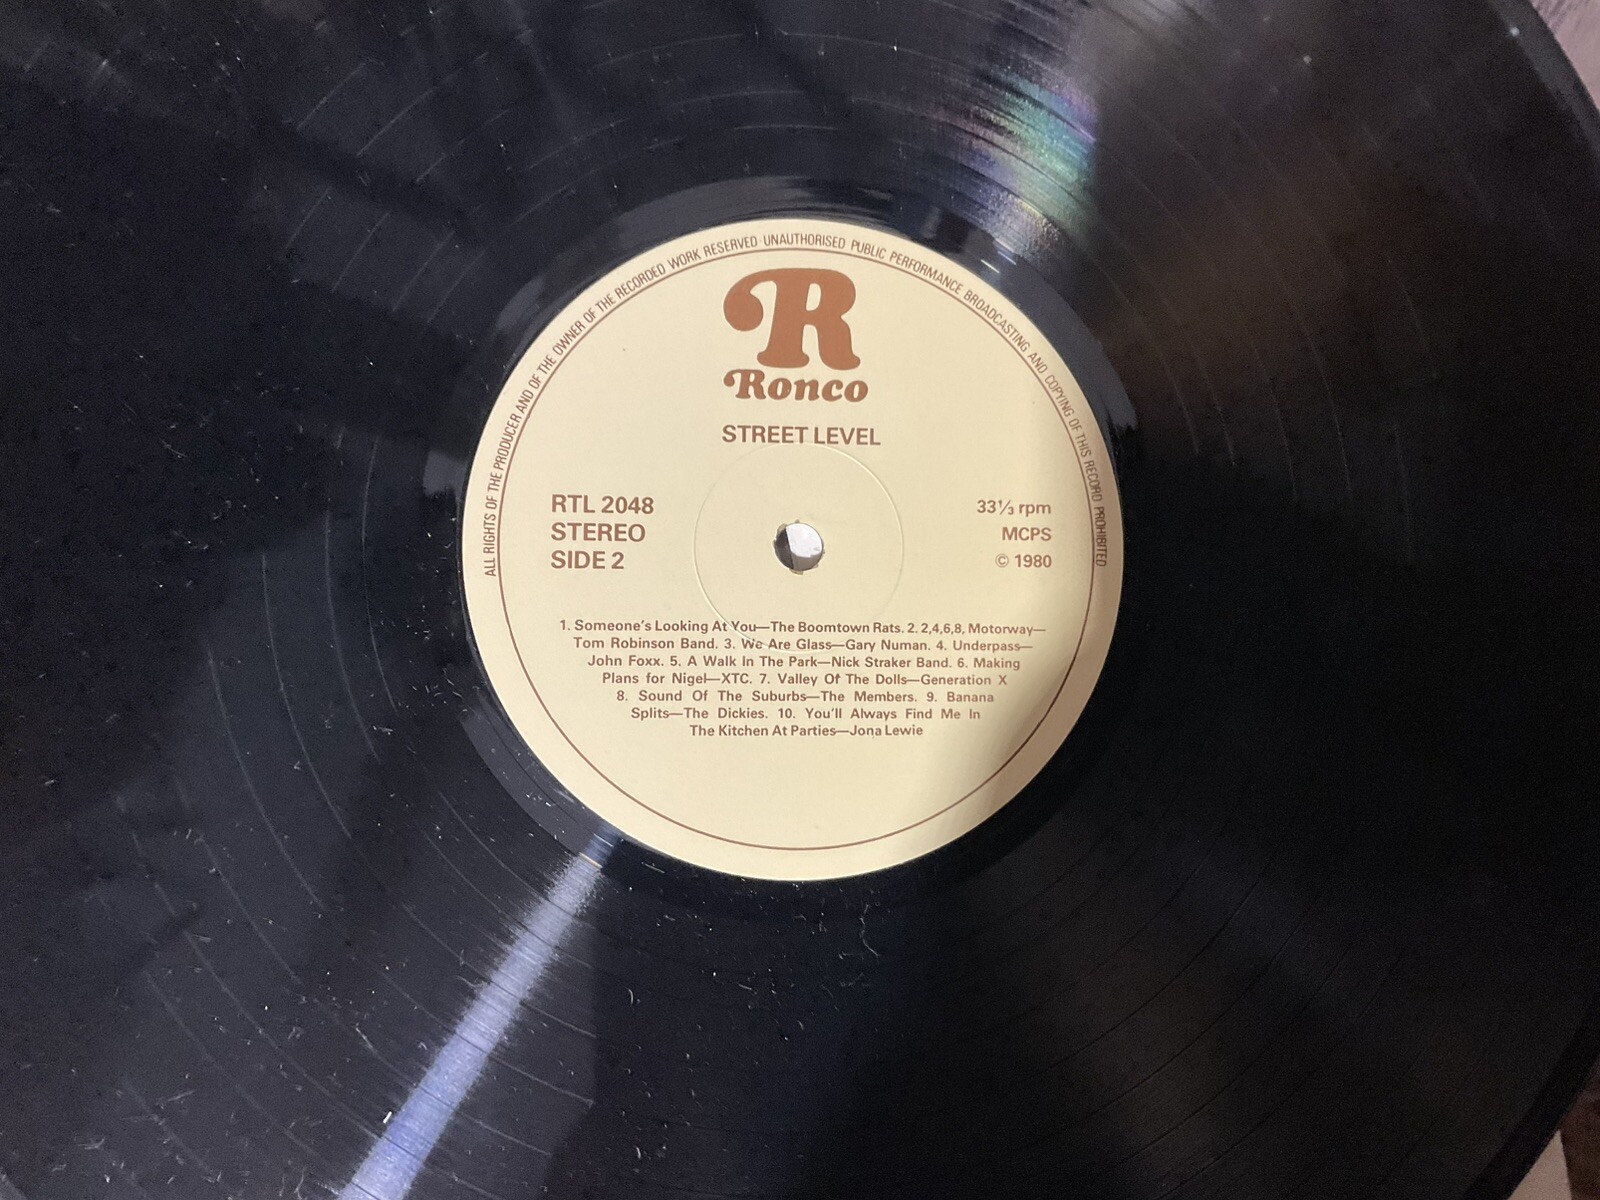 ALL RIGHTS OF THE PRODUCER AND OF THE OWNER OF THE RECORDED WORK RESERVED · UNAUTHORISED PUBLIC PERFORMANCE BROADCASTING AND COPYING OF THIS RECORD PROHIBITED
R
Ronco
STREET LEVEL
RTL 2048
STEREO
SIDE 2
33⅓ rpm
MCPS
© 1980
1. Someone's Looking At You—The Boomtown Rats. 2. 2,4,6,8, Motorway—
Tom Robinson Band. 3. We Are Glass—Gary Numan. 4. Underpass—
John Foxx. 5. A Walk In The Park—Nick Straker Band. 6. Making
Plans for Nigel—XTC. 7. Valley Of The Dolls—Generation X
8. Sound Of The Suburbs—The Members. 9. Banana
Splits—The Dickies. 10. You'll Always Find Me In
The Kitchen At Parties—Jona Lewie